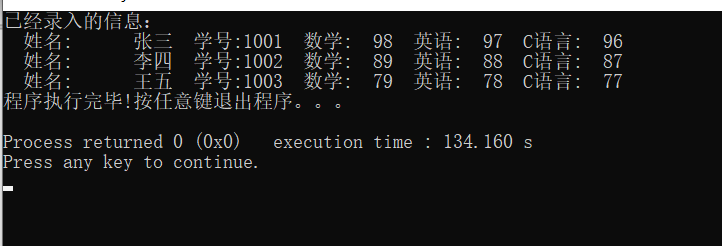 已经录入的信息:
姓名: 张三 学号:1001 数学: 98 英语: 97 C语言: 96
姓名: 李四 学号:1002 数学: 89 英语: 88 C语言: 87
姓名: 王五 学号:1003 数学: 79 英语: 78 C语言: 77
程序执行完毕!按任意键退出程序。。。
Process returned 0 (0x0) execution time : 134.160 s
Press any key to continue.